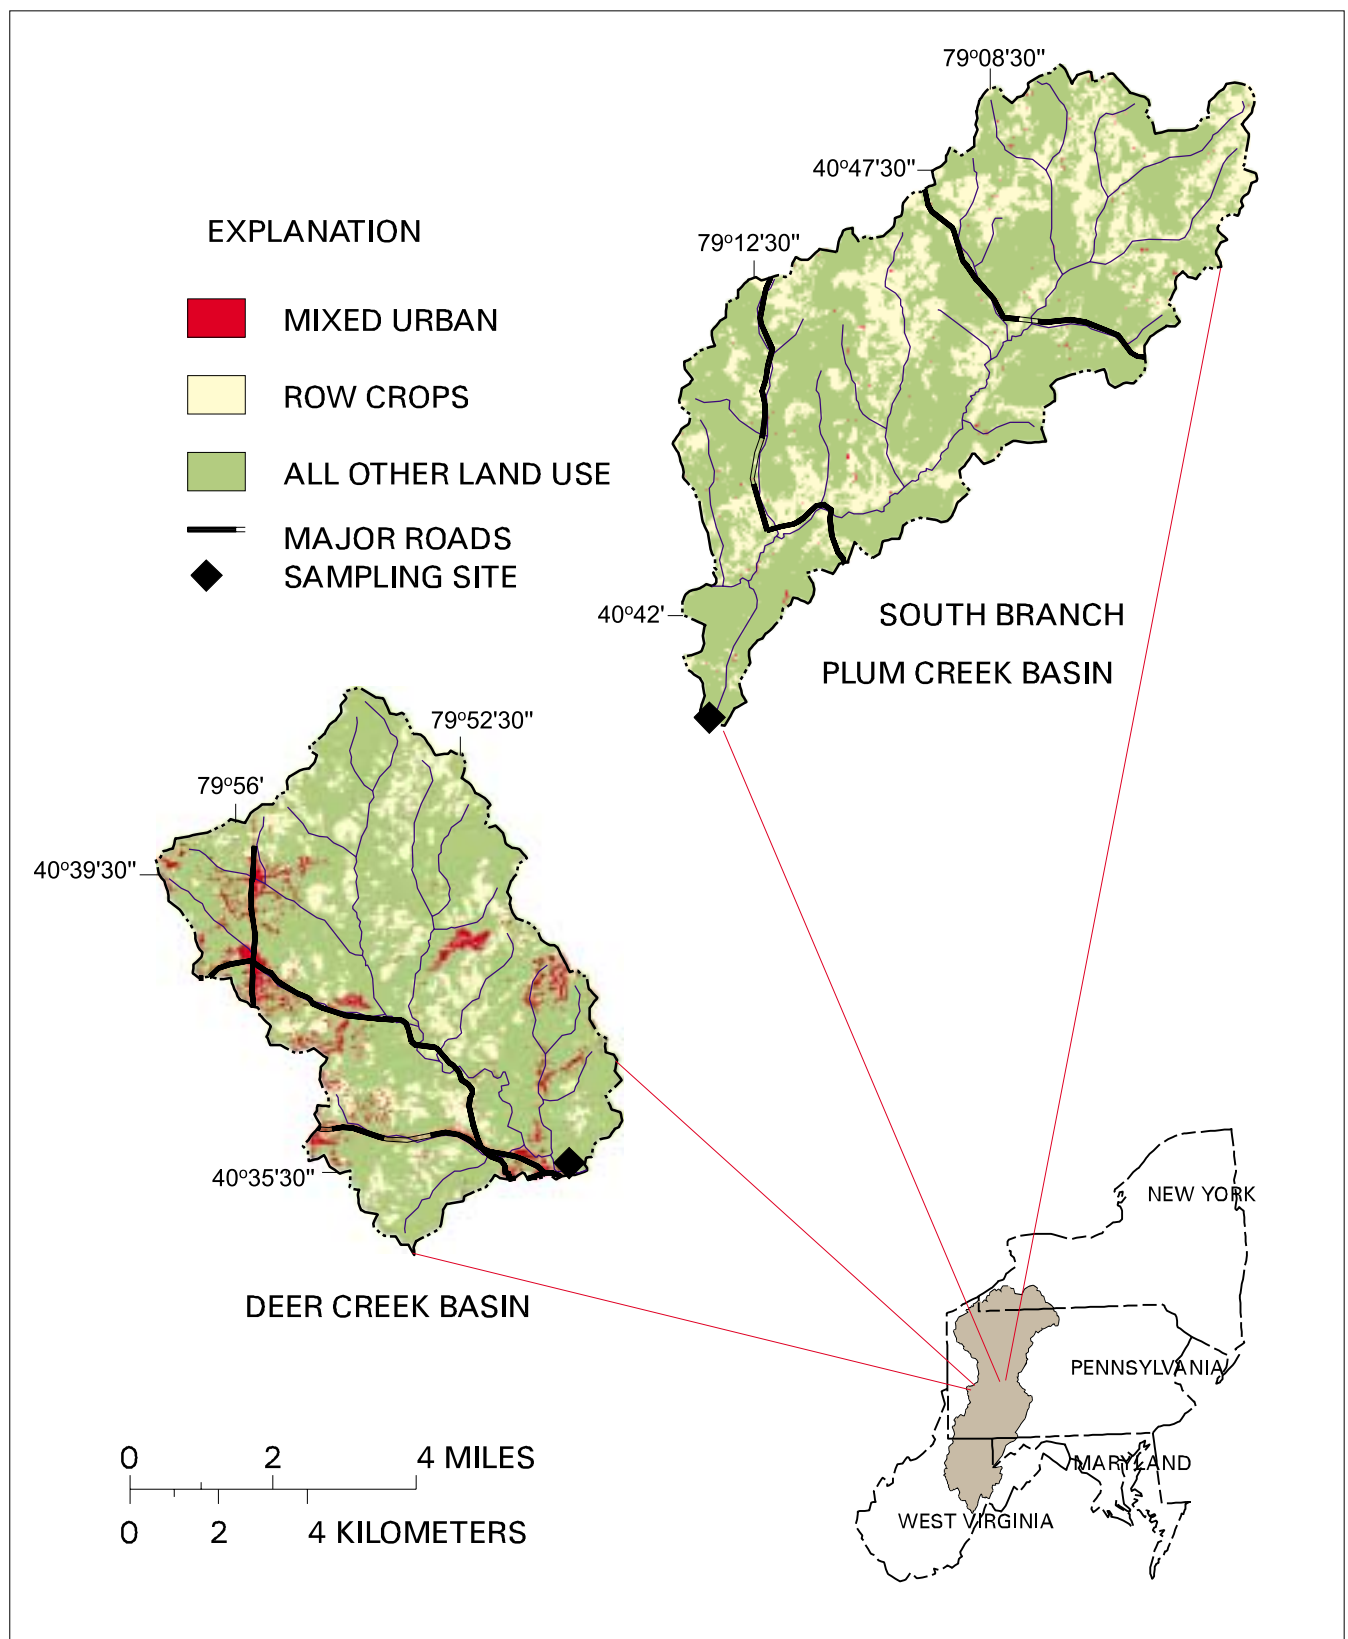 79°08'30"
40°47'30"
79°12'30"
EXPLANATION
MIXED URBAN
ROW CROPS
ALL OTHER LAND USE
MAJOR ROADS
SAMPLING SITE
40°42'
SOUTH BRANCH
PLUM CREEK BASIN
79°52'30"
79°56'
40°39'30"
40°35'30"
DEER CREEK BASIN
NEW YORK
PENNSYLVANIA
MARYLAND
WEST VIRGINIA
0 2 4 MILES
0 2 4 KILOMETERS